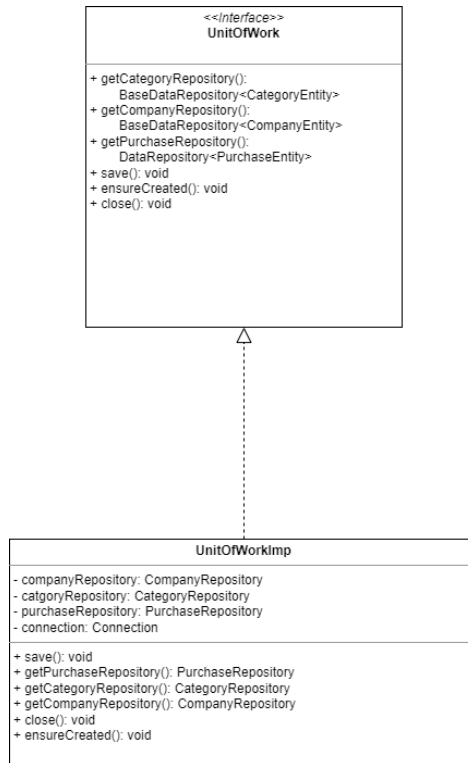 <<Interface>>
UnitOfWork
+ getCategoryRepository():
BaseDataRepository<CategoryEntity>
+ getCompanyRepository():
BaseDataRepository<CompanyEntity>
+ getPurchaseRepository():
DataRepository<PurchaseEntity>
+ save(): void
+ ensureCreated(): void
+ close(): void
UnitOfWorkImp
- companyRepository: CompanyRepository
- catgoryRepository: CategoryRepository
- purchaseRepository: PurchaseRepository
- connection: Connection
+ save(): void
+ getPurchaseRepository(): PurchaseRepository
+ getCategoryRepository(): CategoryRepository
+ getCompanyRepository(): CompanyRepository
+ close(): void
+ ensureCreated(): void